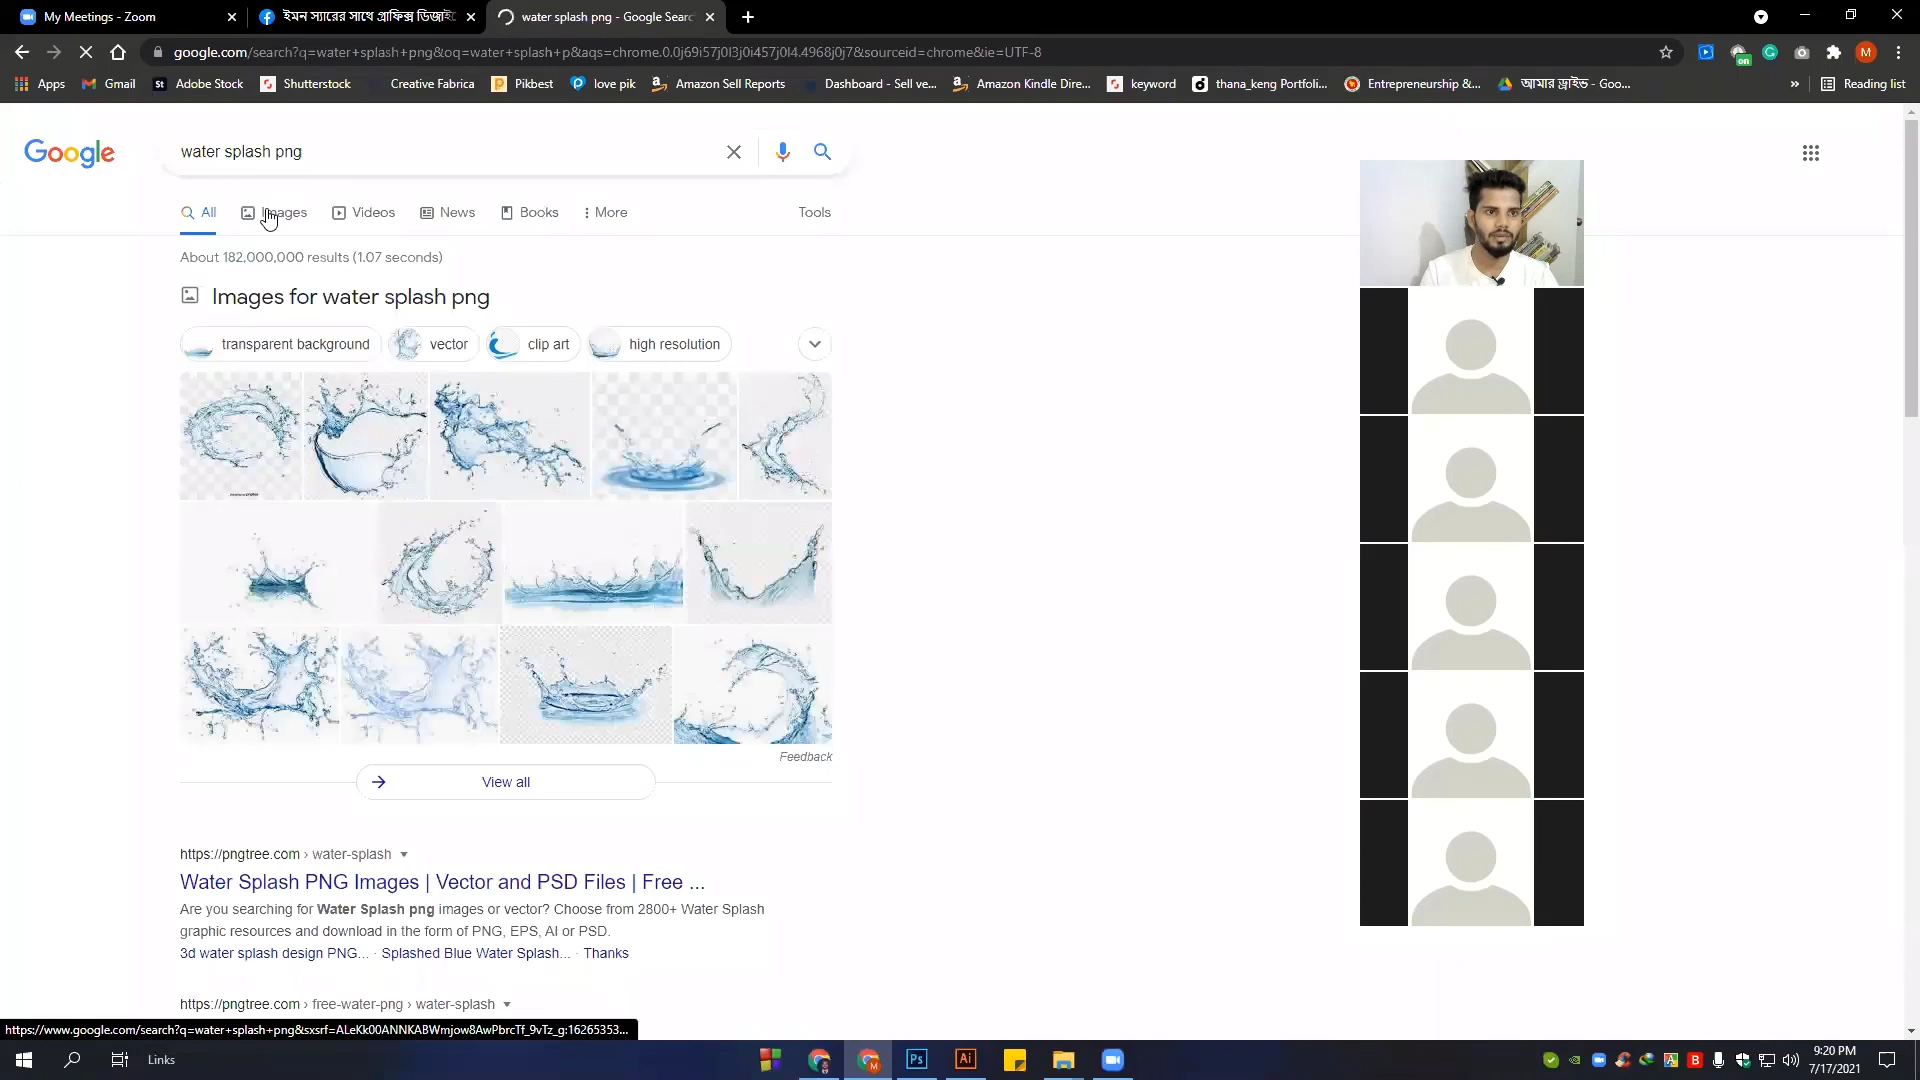 My Meetings - Zoom
ইমন স্যারের সাথে গ্রাফিক্স ডিজাই
water splash png - Google Sear
google.com/search?q=water+splash+png&oq=water+splash+p&aqs=chrome.0.0j69i57j0l3j0i457j0l4.4968j0j7&sourceid=chrome&ie=UTF-8
Apps
Gmail
Adobe Stock
Shutterstock
Creative Fabrica
Pikbest
love pik
Amazon Sell Reports
Dashboard - Sell ve...
Amazon Kindle Dire...
keyword
thana_keng Portfoli...
Entrepreneurship &...
আমার ড্রাইভ - Goo...
Reading list
Google
water splash png
All
Images
Videos
News
Books
More
Tools
About 182,000,000 results (1.07 seconds)
Images for water splash png
transparent background
vector
clip art
high resolution
Feedback
View all
https://pngtree.com › water-splash
Water Splash PNG Images | Vector and PSD Files | Free ...
Are you searching for Water Splash png images or vector? Choose from 2800+ Water Splash
graphic resources and download in the form of PNG, EPS, AI or PSD.
3d water splash design PNG... · Splashed Blue Water Splash... · Thanks
https://pngtree.com › free-water-png › water-splash
https://www.google.com/search?q=water+splash+png&sxsrf=ALeKk00ANNKABWmjow8AwPbrcTf_9vTz_g:16265353...
Links
Ps
Ai
9:20 PM
7/17/2021